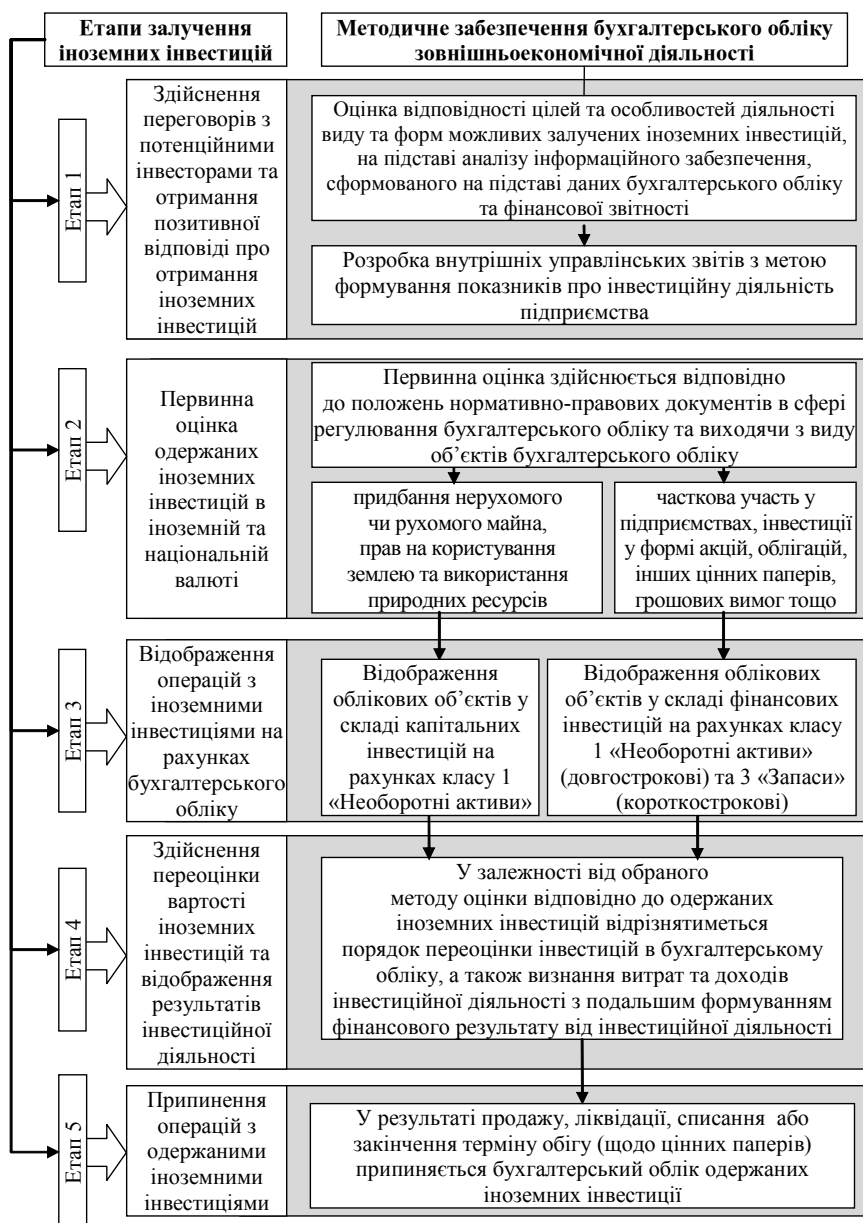 Етапи залучення
іноземних інвестицій
Методичне забезпечення бухгалтерського обліку
зовнішньоекономічної діяльності
Етап 1
Здійснення
переговорів з
потенційними
інвесторами та
отримання
позитивної
відповіді про
отримання
іноземних
інвестицій
Оцінка відповідності цілей та особливостей діяльності
виду та форм можливих залучених іноземних інвестицій,
на підставі аналізу інформаційного забезпечення,
сформованого на підставі даних бухгалтерського обліку
та фінансової звітності
Розробка внутрішніх управлінських звітів з метою
формування показників про інвестиційну діяльність
підприємства
Етап 2
Первинна
оцінка
одержаних
іноземних
інвестицій в
іноземній та
національній
валюті
Первинна оцінка здійснюється відповідно
до положень нормативно-правових документів в сфері
регулювання бухгалтерського обліку та виходячи з виду
об’єктів бухгалтерського обліку
придбання нерухомого
чи рухомого майна,
прав на користування
землею та використання
природних ресурсів
часткова участь у
підприємствах, інвестиції
у формі акцій, облігацій,
інших цінних паперів,
грошових вимог тощо
Етап 3
Відображення
операцій з
іноземними
інвестиціями на
рахунках
бухгалтерського
обліку
Відображення
облікових об’єктів у
складі капітальних
інвестицій на
рахунках класу 1
«Необоротні активи»
Відображення облікових
об’єктів у складі фінансових
інвестицій на рахунках класу
1 «Необоротні активи»
(довгострокові) та 3 «Запаси»
(короткострокові)
Етап 4
Здійснення
переоцінки
вартості
іноземних
інвестицій та
відображення
результатів
інвестиційної
діяльності
У залежності від обраного
методу оцінки відповідно до одержаних
іноземних інвестицій відрізнятиметься
порядок переоцінки інвестицій в бухгалтерському
обліку, а також визнання витрат та доходів
інвестиційної діяльності з подальшим формуванням
фінансового результату від інвестиційної діяльності
Етап 5
Припинення
операцій з
одержаними
іноземними
інвестиціями
У результаті продажу, ліквідації, списання або
закінчення терміну обігу (щодо цінних паперів)
припиняється бухгалтерський облік одержаних
іноземних інвестиції